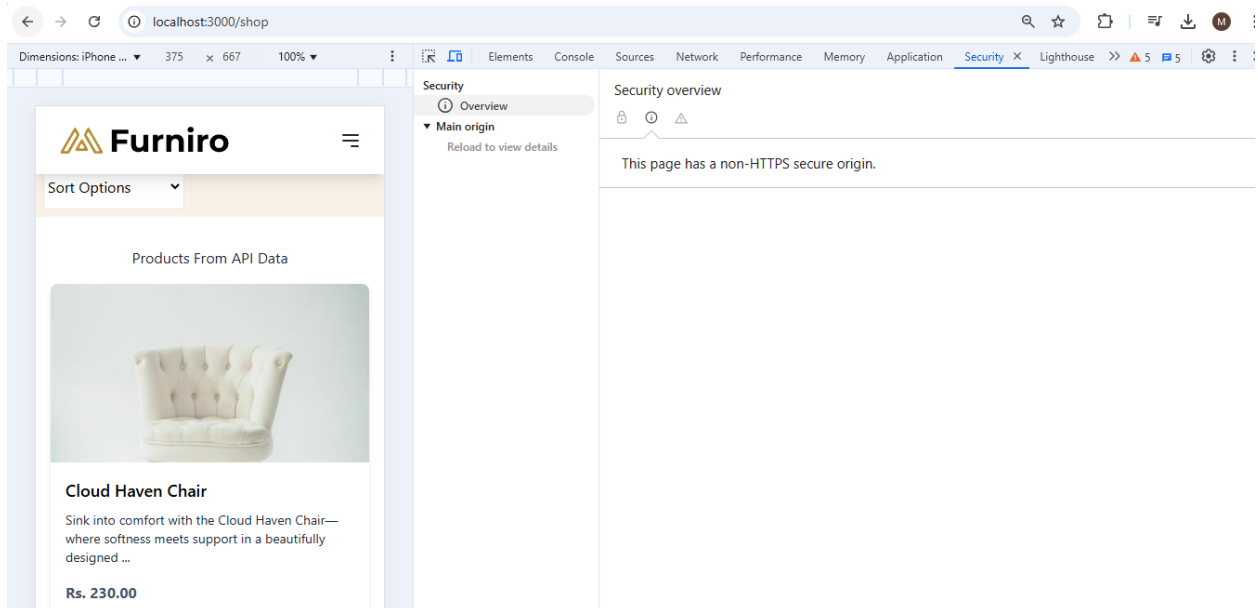 localhost:3000/shop
M
Dimensions: iPhone ... ▼ 375 × 667 100% ▼
Elements Console Sources Network Performance Memory Application Security × Lighthouse 5 5
Security
Overview
Main origin
Reload to view details
Security overview
This page has a non-HTTPS secure origin.
Furniro
Sort Options
Products From API Data
Cloud Haven Chair
Sink into comfort with the Cloud Haven Chair—
where softness meets support in a beautifully
designed ...
Rs. 230.00